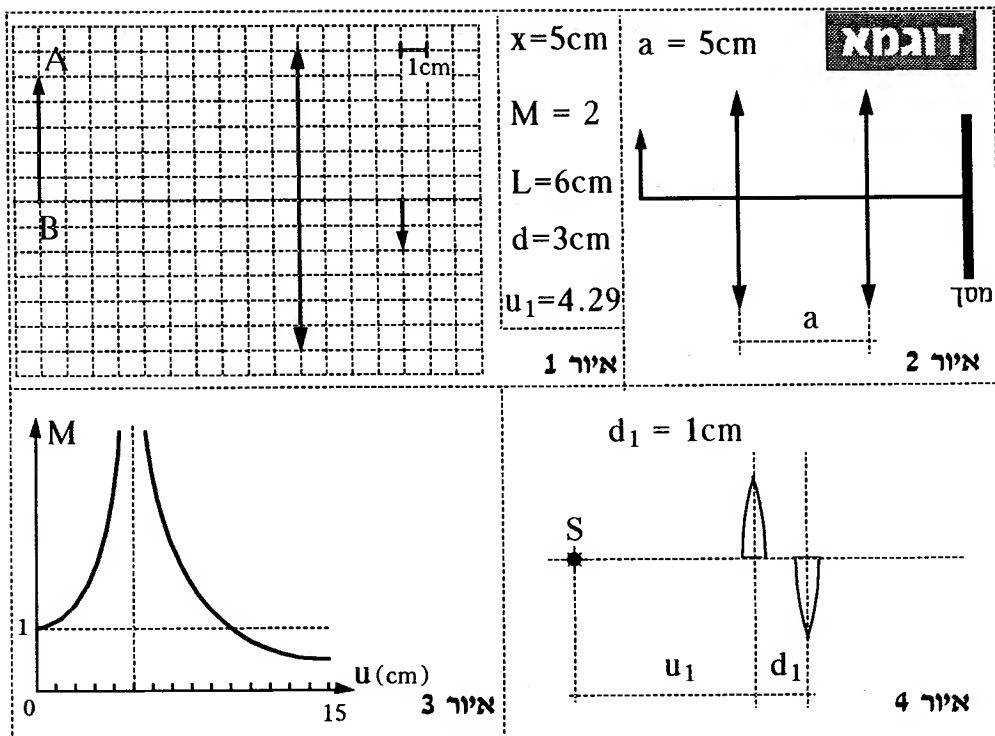 A
B
1cm
x=5cm
M = 2
L=6cm
d=3cm
u₁=4.29
איור 1
דוגמא
a = 5cm
a
מסך
איור 2
M
1
0
15
u (cm)
איור 3
d₁ = 1cm
S
u₁
d₁
איור 4